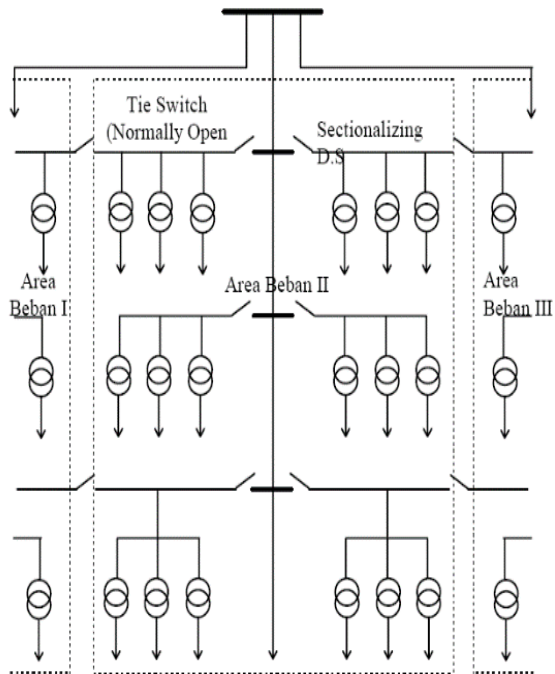 Tie Switch
(Normally Open
Sectionalizing
D.S
Area
Beban I
Area Beban II
Area
Beban III